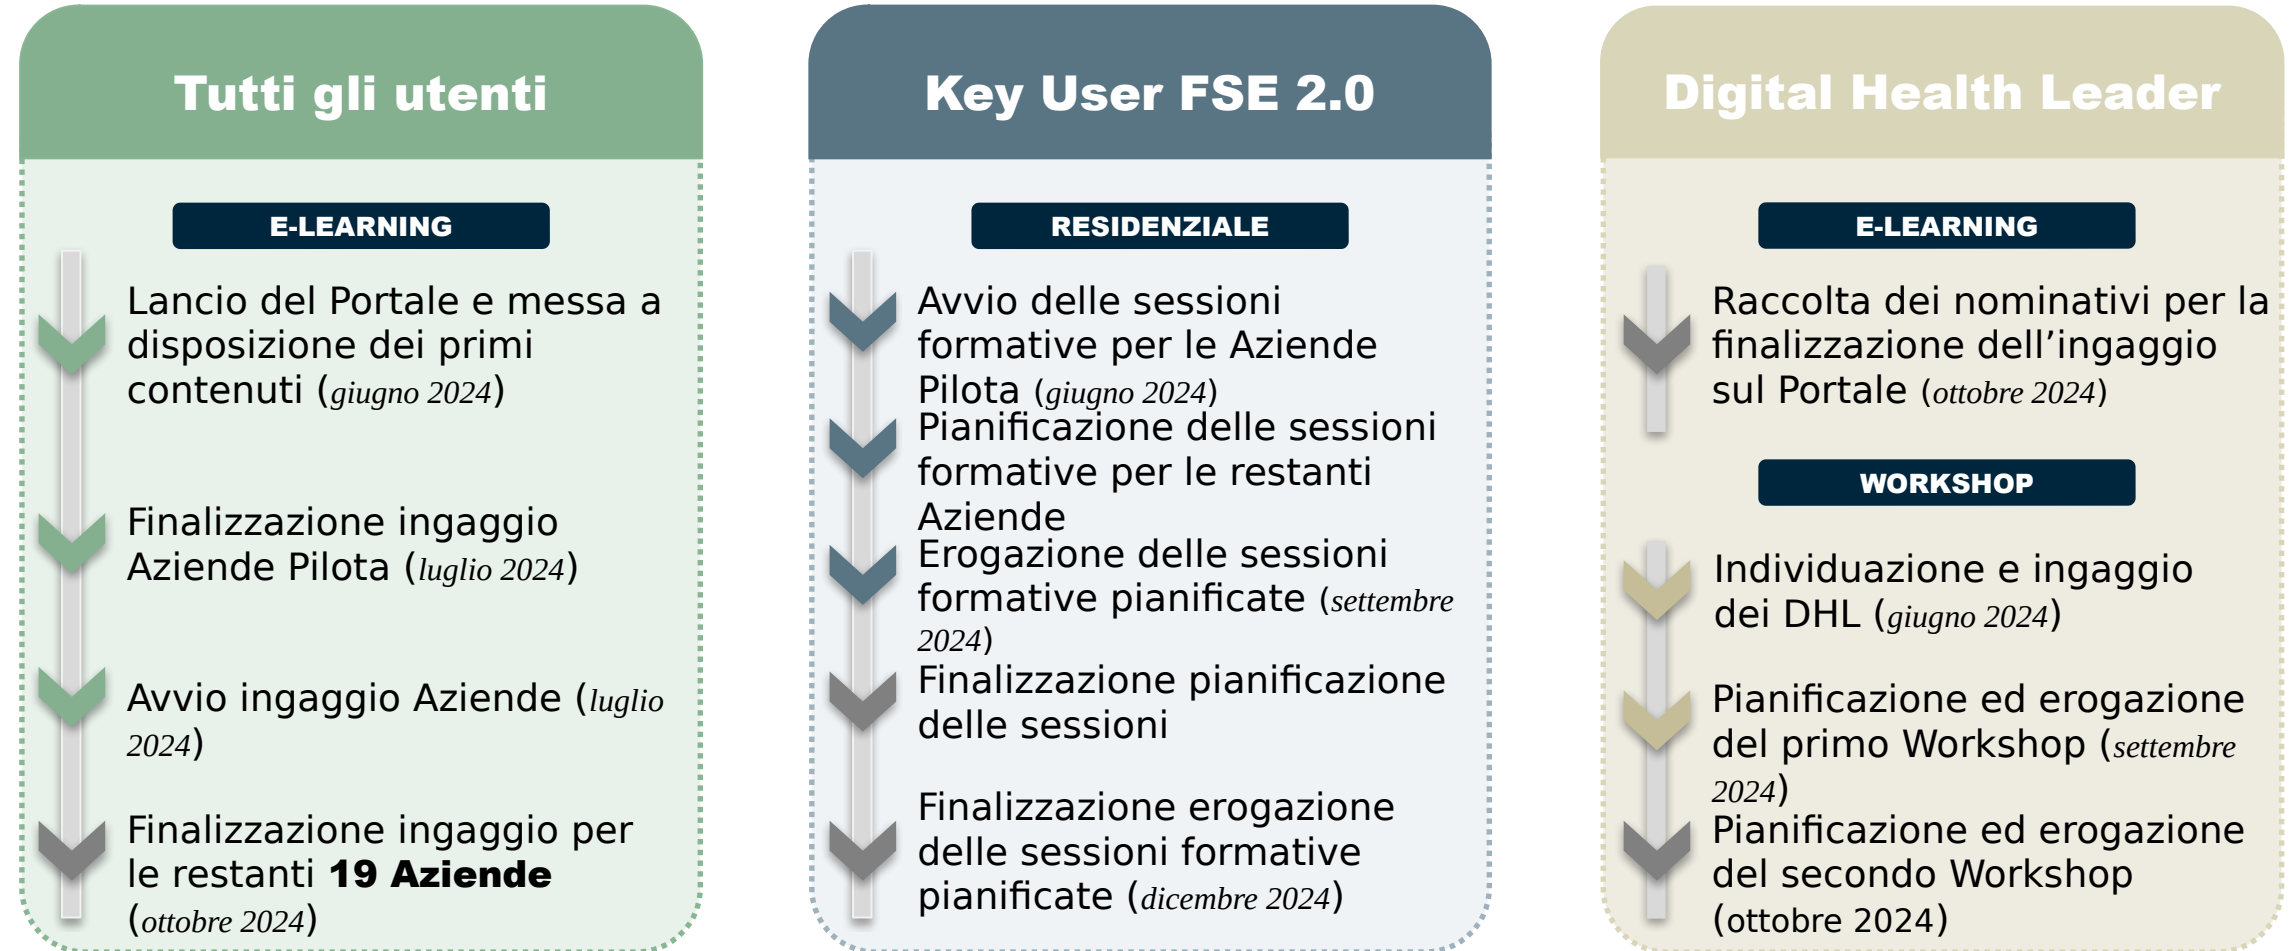 Tutti gli utenti
E-LEARNING
Lancio del Portale e messa a
disposizione dei primi
contenuti (giugno 2024)
Finalizzazione ingaggio
Aziende Pilota (luglio 2024)
Avvio ingaggio Aziende (luglio
2024)
Finalizzazione ingaggio per
le restanti 19 Aziende
(ottobre 2024)
Key User FSE 2.0
RESIDENZIALE
Avvio delle sessioni
formative per le Aziende
Pilota (giugno 2024)
Pianificazione delle sessioni
formative per le restanti
Aziende
Erogazione delle sessioni
formative pianificate (settembre
2024)
Finalizzazione pianificazione
delle sessioni
Finalizzazione erogazione
delle sessioni formative
pianificate (dicembre 2024)
Digital Health Leader
E-LEARNING
Raccolta dei nominativi per la
finalizzazione dell’ingaggio
sul Portale (ottobre 2024)
WORKSHOP
Individuazione e ingaggio
dei DHL (giugno 2024)
Pianificazione ed erogazione
del primo Workshop (settembre
2024)
Pianificazione ed erogazione
del secondo Workshop
(ottobre 2024)